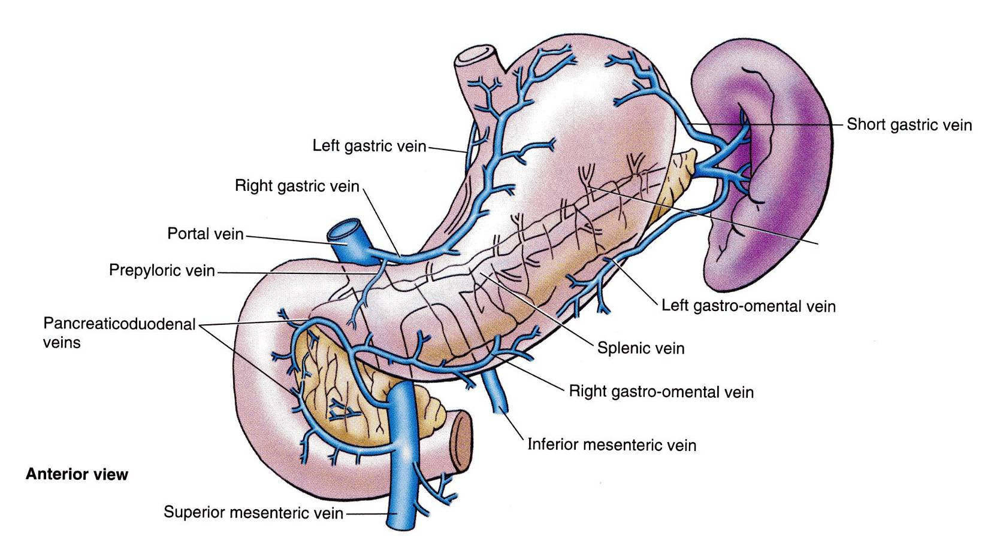 Short gastric vein
Left gastric vein
Right gastric vein
Portal vein
Prepyloric vein
Left gastro-omental vein
Pancreaticoduodenal
veins
Splenic vein
Right gastro-omental vein
Inferior mesenteric vein
Anterior view
Superior mesenteric vein